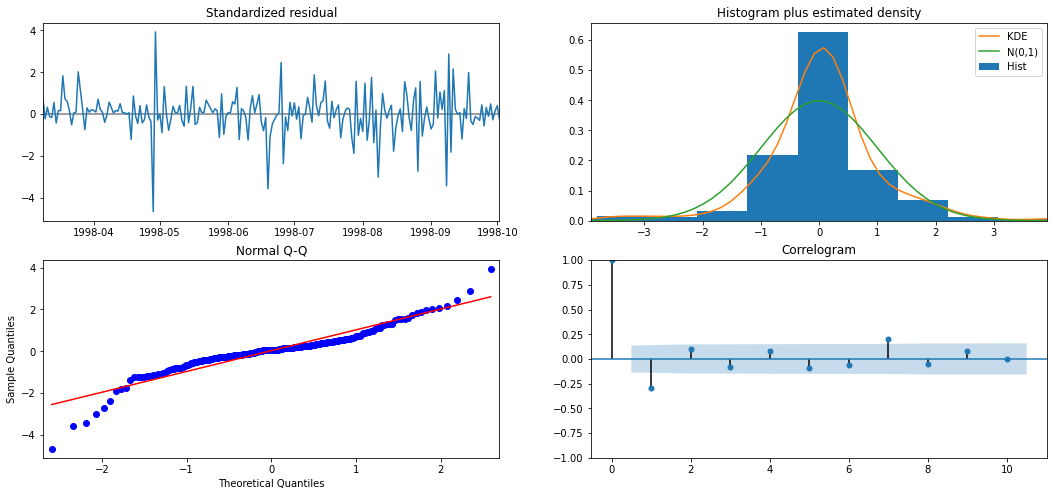 Standardized residual
4
2
0
−2
−4
1998-04 1998-05 1998-06 1998-07 1998-08 1998-09 1998-10
Histogram plus estimated density
KDE
N(0,1)
Hist
0.6
0.5
0.4
0.3
0.2
0.1
0.0
−3 −2 −1 0 1 2 3
Normal Q-Q
Sample Quantiles
4
2
0
−2
−4
−2 −1 0 1 2
Theoretical Quantiles
Correlogram
1.00
0.75
0.50
0.25
0.00
−0.25
−0.50
−0.75
−1.00
0 2 4 6 8 10